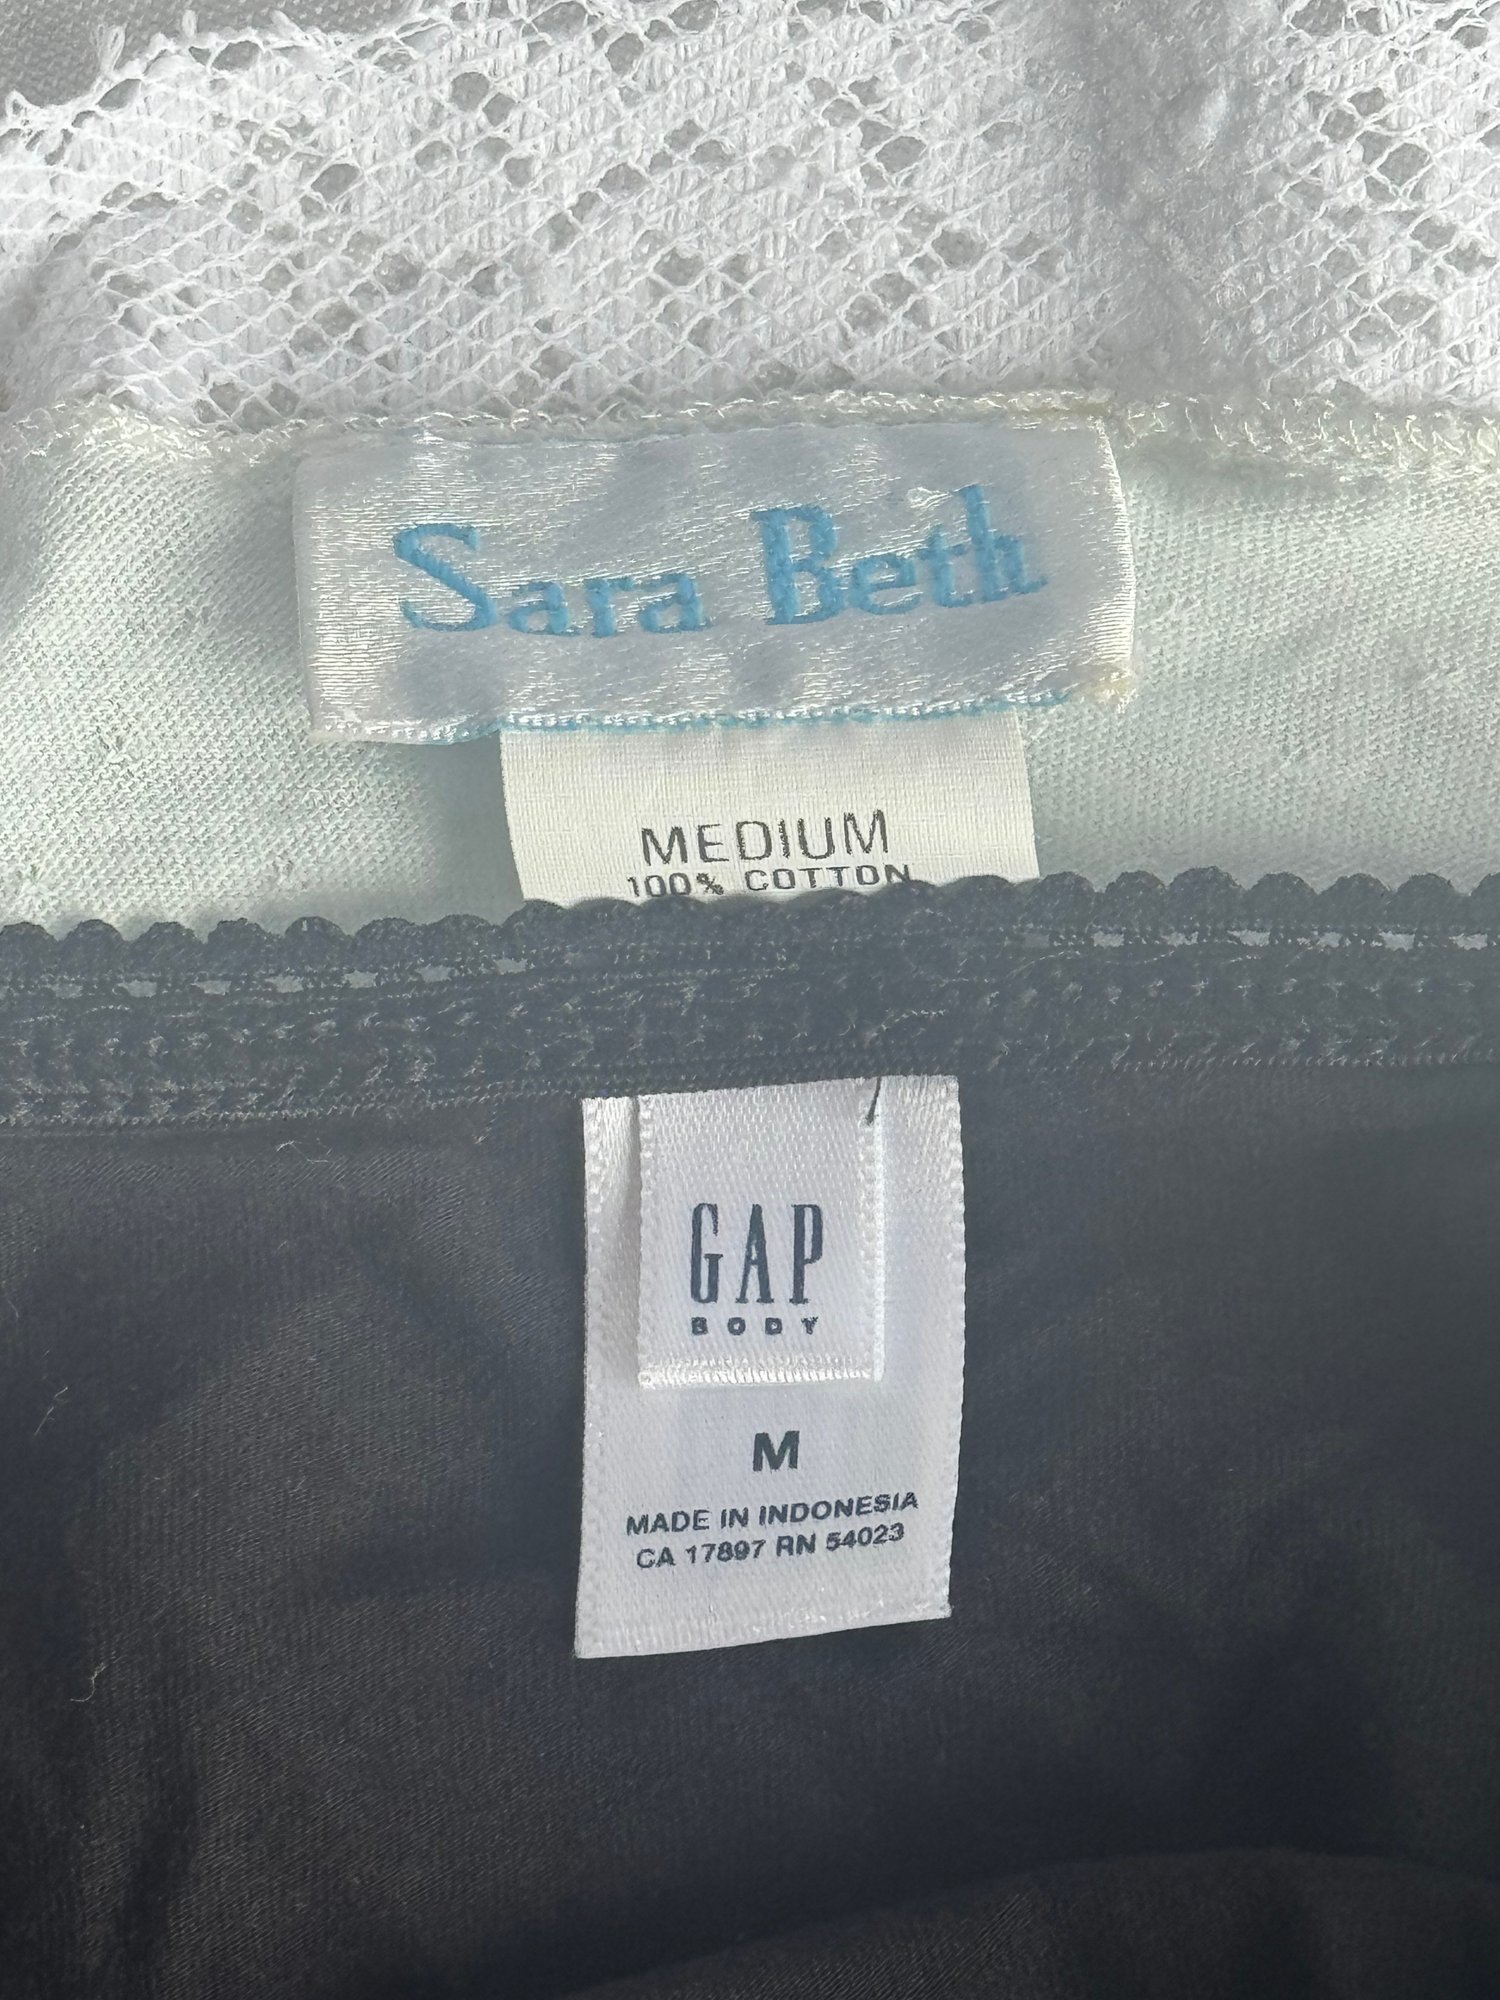 Sara Beth
MEDIUM
100% COTTON
GAP
BODY
M
MADE IN INDONESIA
CA 17897 RN 54023